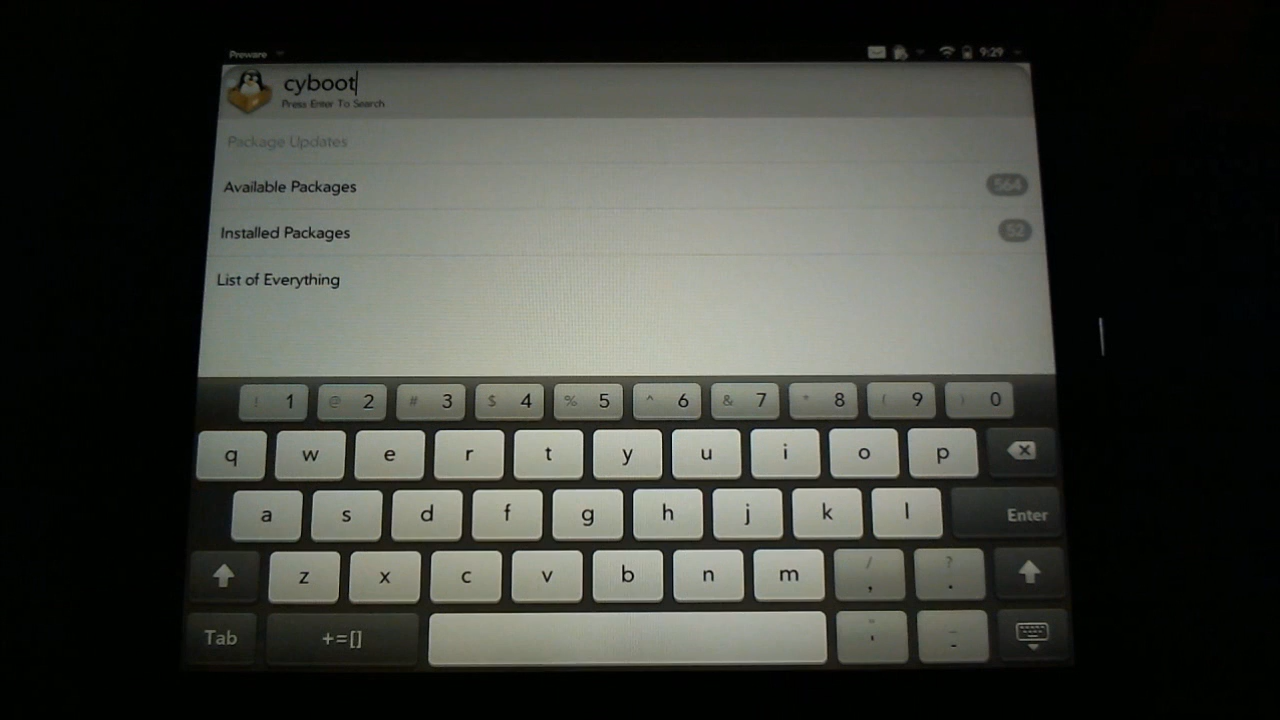 Preware
9:29
cyboot
Press Enter To Search
Package Updates
Available Packages 564
Installed Packages 52
List of Everything
! 1 @ 2 # 3 $ 4 % 5 ^ 6 & 7 * 8 ( 9 ) 0
q w e r t y u i o p
a s d f g h j k l Enter
z x c v b n m / , ? .
Tab +=[] " ' _ -